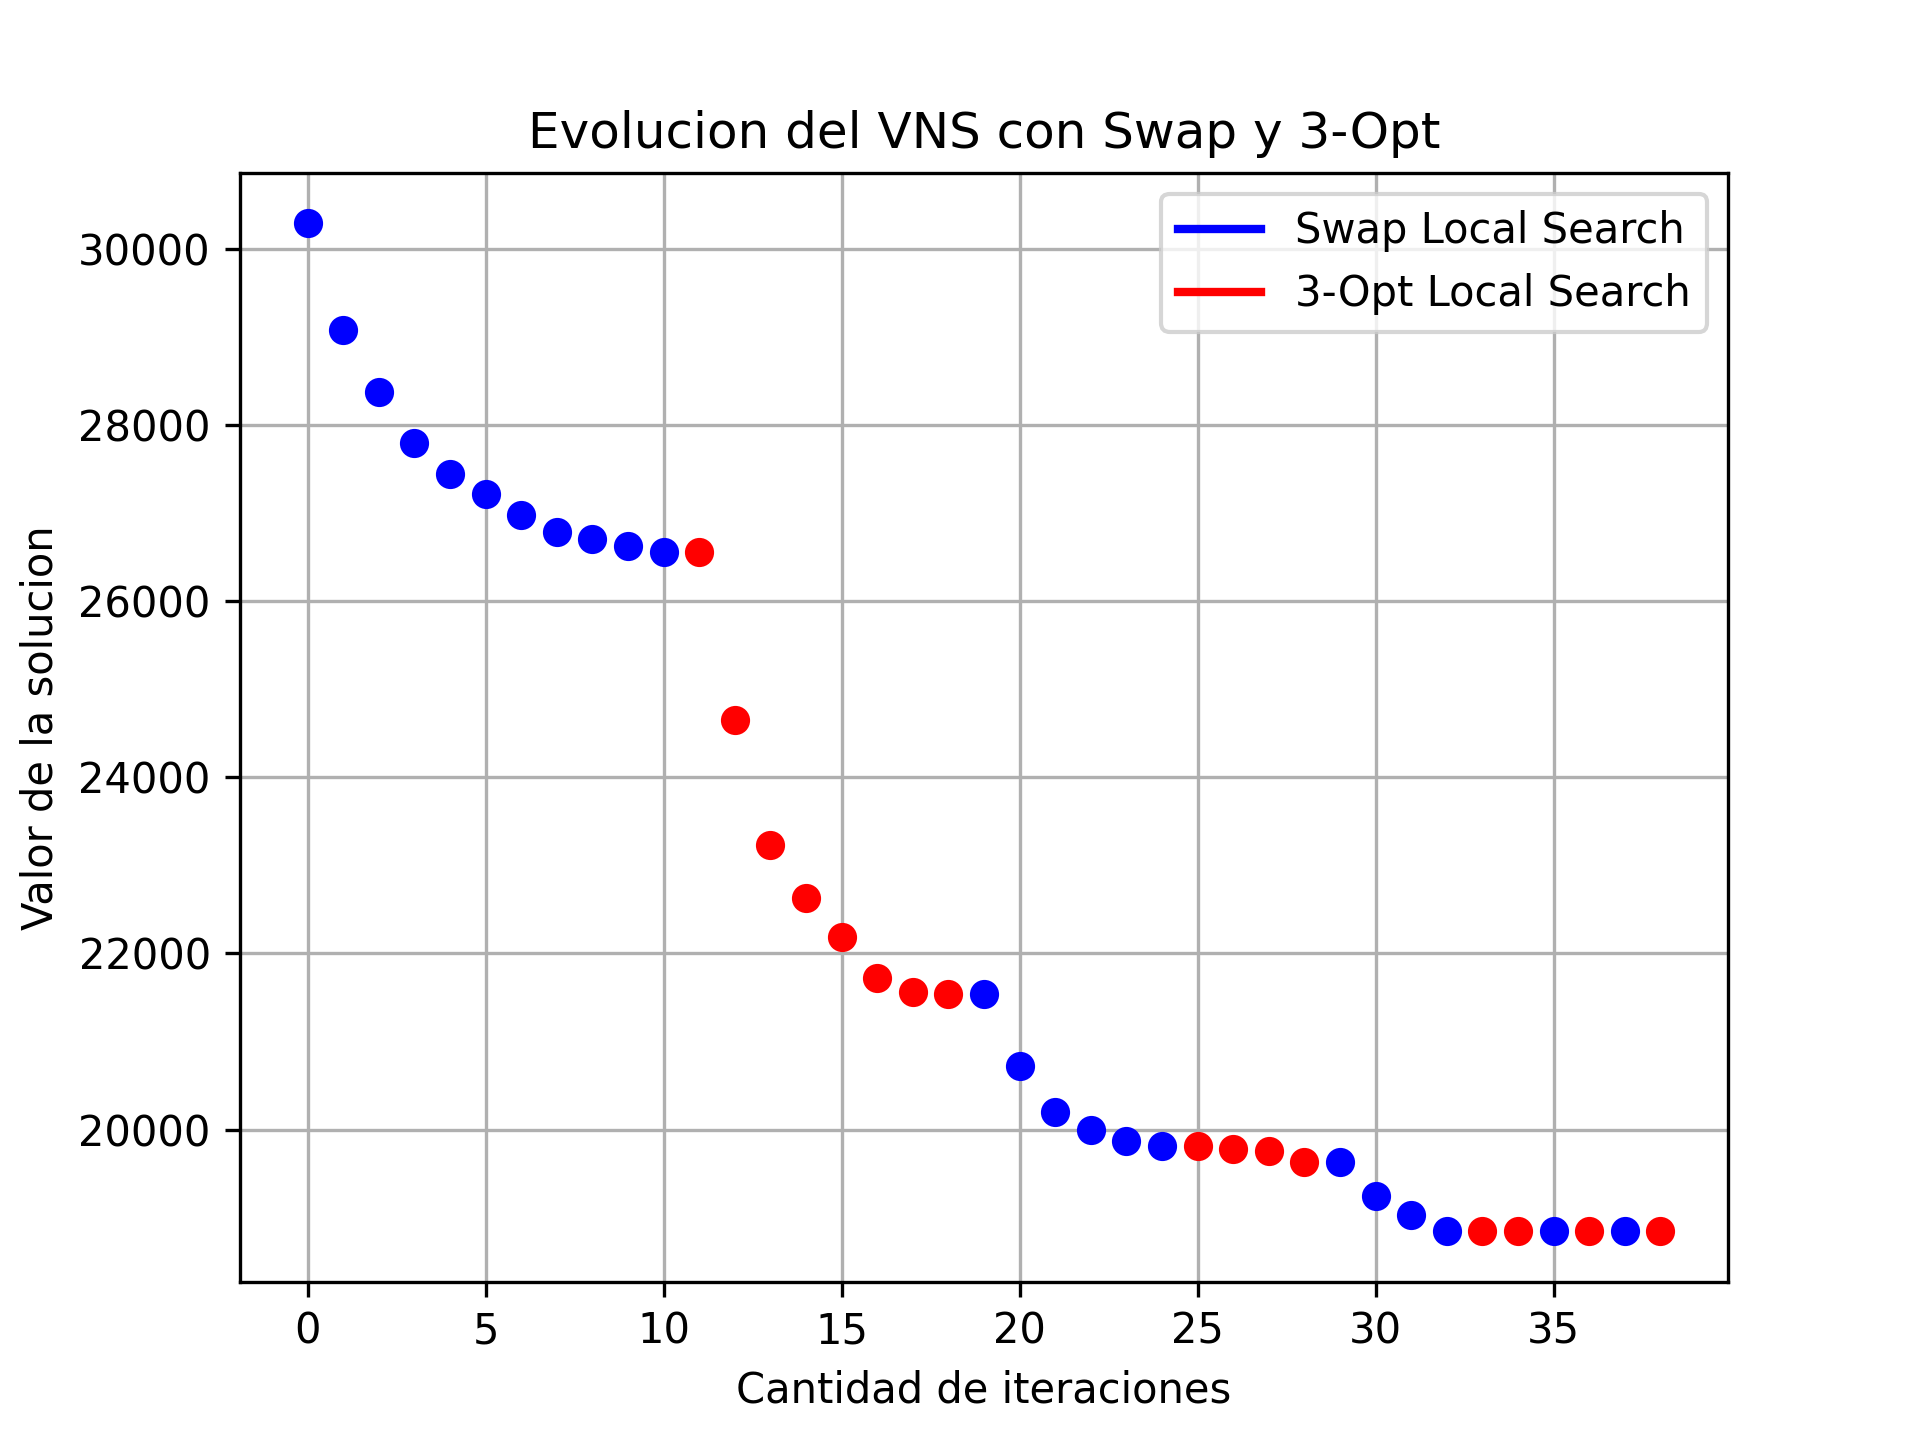 Evolucion del VNS con Swap y 3-Opt
Swap Local Search
3-Opt Local Search
Valor de la solucion
30000
28000
26000
24000
22000
20000
0 5 10 15 20 25 30 35
Cantidad de iteraciones